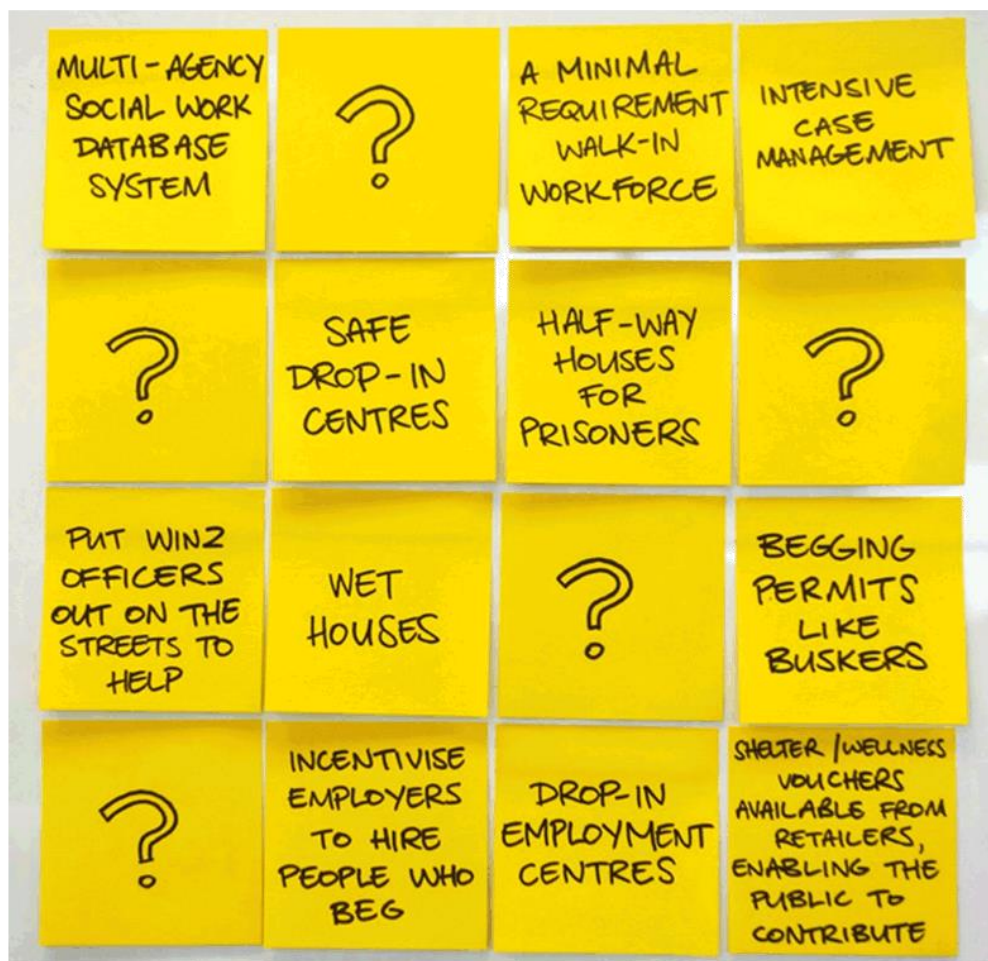 MULTI-AGENCY
SOCIAL WORK
DATABASE
SYSTEM
?
A MINIMAL
REQUIREMENT
WALK-IN
WORKFORCE
INTENSIVE
CASE
MANAGEMENT
?
SAFE
DROP-IN
CENTRES
HALF-WAY
HOUSES
FOR
PRISONERS
?
PUT WINZ
OFFICERS
OUT ON THE
STREETS TO
HELP
WET
HOUSES
?
BEGGING
PERMITS
LIKE
BUSKERS
?
INCENTIVISE
EMPLOYERS
TO HIRE
PEOPLE WHO
BEG
DROP-IN
EMPLOYMENT
CENTRES
SHELTER/WELLNESS
VOUCHERS
AVAILABLE FROM
RETAILERS,
ENABLING THE
PUBLIC TO
CONTRIBUTE